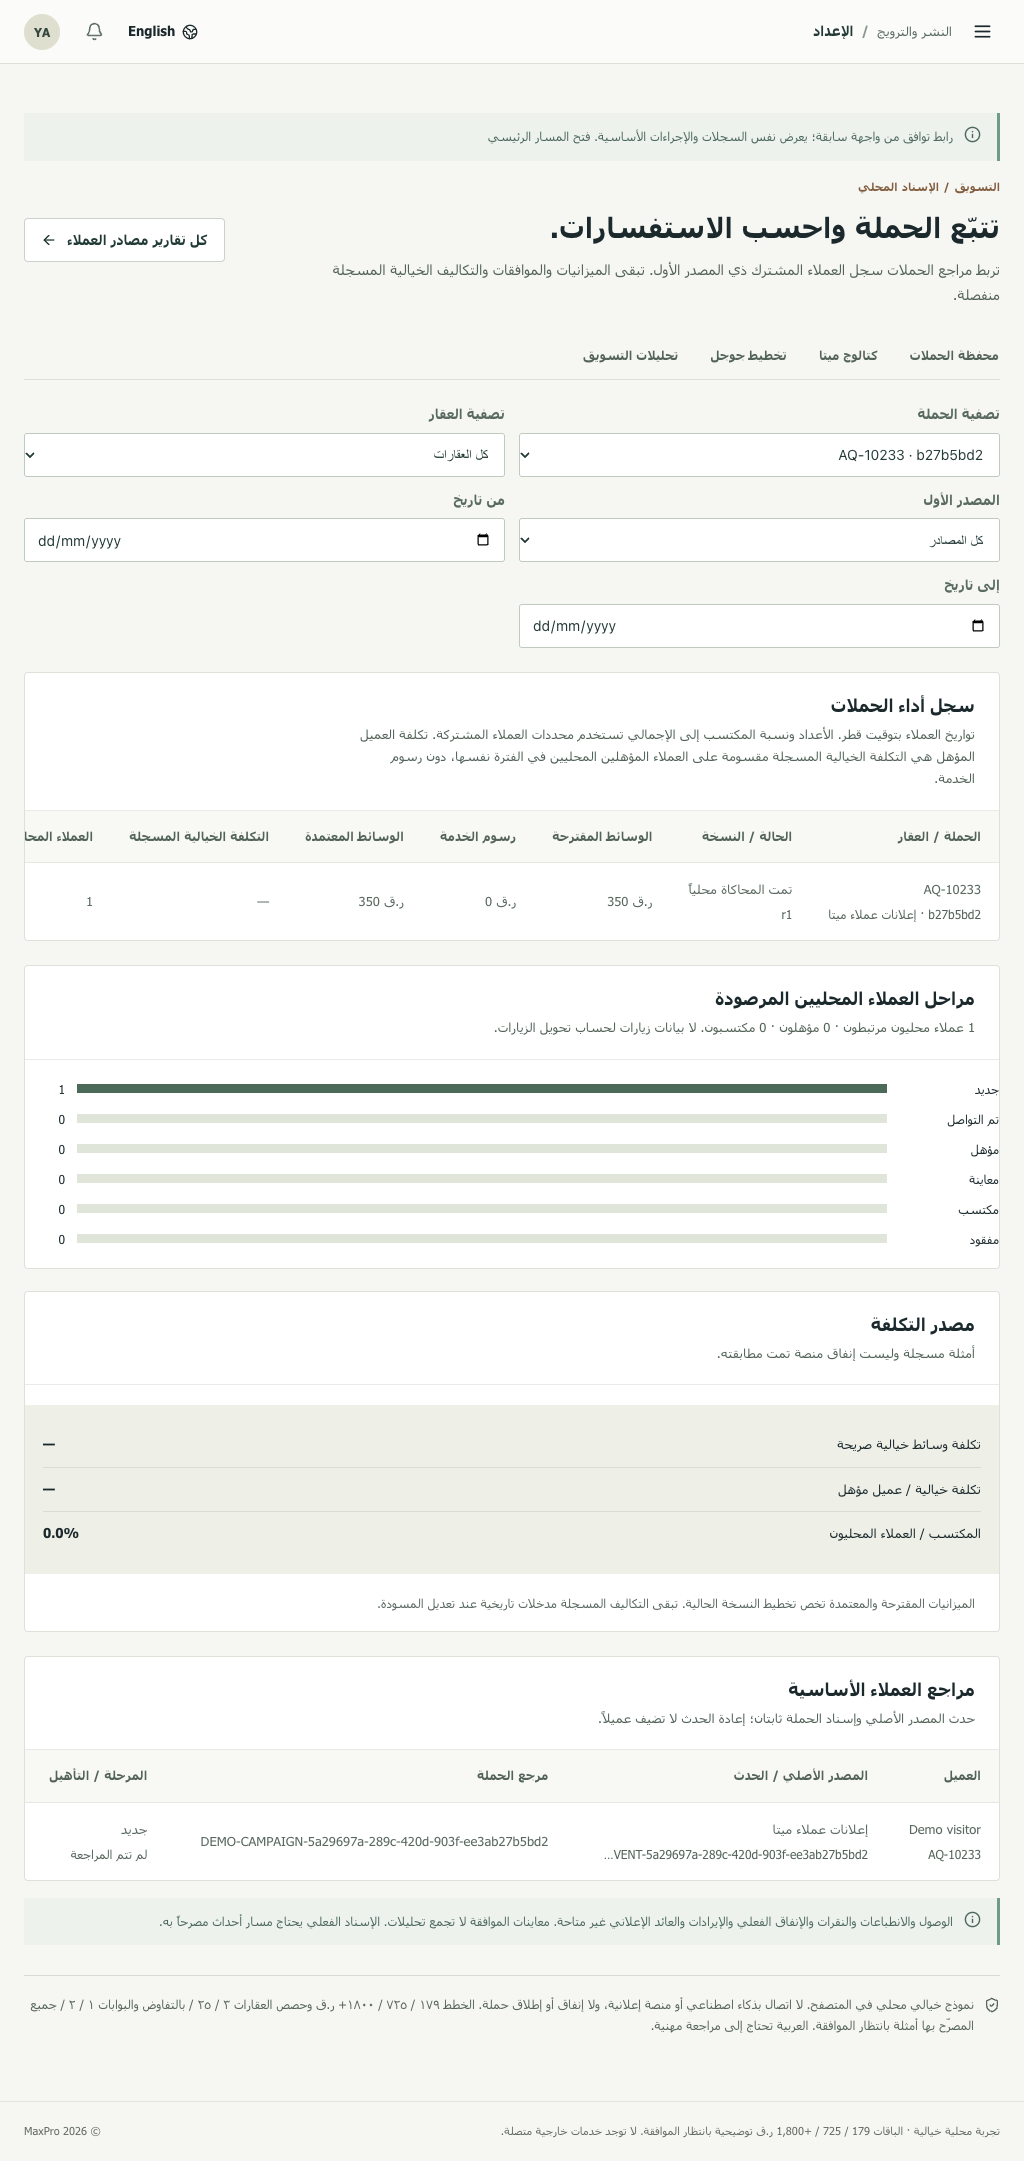 النشر والترويج / الإعداد
English
YA
رابط توافق من واجهة سابقة؛ يعرض نفس السجلات والإجراءات الأساسية. فتح المسار الرئيسي
التسويق / الإسناد المحلي
تتبّع الحملة واحسب الاستفسارات.
كل تقارير مصادر العملاء
تربط مراجع الحملات سجل العملاء المشترك ذي المصدر الأول. تبقى الميزانيات والموافقات والتكاليف الخيالية المسجلة
منفصلة.
محفظة الحملات
كتالوج ميتا
تخطيط جوجل
تحليلات التسويق
تصفية الحملة
تصفية العقار
AQ-10233 · b27b5bd2
كل العقارات
المصدر الأول
من تاريخ
كل المصادر
dd/mm/yyyy
إلى تاريخ
dd/mm/yyyy
سجل أداء الحملات
تواريخ العملاء بتوقيت قطر. الأعداد ونسبة المكتسب إلى الإجمالي تستخدم محددات العملاء المشتركة. تكلفة العميل
المؤهل هي التكلفة الخيالية المسجلة مقسومة على العملاء المؤهلين المحليين في الفترة نفسها، دون رسوم
الخدمة.
الحملة / العقار
الحالة / النسخة
الوسائط المقترحة
رسوم الخدمة
الوسائط المعتمدة
التكلفة الخيالية المسجلة
العملاء المحل
AQ-10233
b27b5bd2 · إعلانات عملاء ميتا
تمت المحاكاة محلياً
r1
ر.ق 350
ر.ق 0
ر.ق 350
—
1
مراحل العملاء المحليين المرصودة
1 عملاء محليون مرتبطون · 0 مؤهلون · 0 مكتسبون. لا بيانات زيارات لحساب تحويل الزيارات.
جديد 1
تم التواصل 0
مؤهل 0
معاينة 0
مكتسب 0
مفقود 0
مصدر التكلفة
أمثلة مسجلة وليست إنفاق منصة تمت مطابقته.
تكلفة وسائط خيالية صريحة —
تكلفة خيالية / عميل مؤهل —
المكتسب / العملاء المحليون 0.0%
الميزانيات المقترحة والمعتمدة تخص تخطيط النسخة الحالية. تبقى التكاليف المسجلة مدخلات تاريخية عند تعديل المسودة.
مراجع العملاء الأساسية
حدث المصدر الأصلي وإسناد الحملة ثابتان؛ إعادة الحدث لا تضيف عميلاً.
العميل
المصدر الأصلي / الحدث
مرجع الحملة
المرحلة / التأهيل
Demo visitor
AQ-10233
إعلانات عملاء ميتا
...VENT-5a29697a-289c-420d-903f-ee3ab27b5bd2
DEMO-CAMPAIGN-5a29697a-289c-420d-903f-ee3ab27b5bd2
جديد
لم تتم المراجعة
الوصول والانطباعات والنقرات والإنفاق الفعلي والإيرادات والعائد الإعلاني غير متاحة. معاينات الموافقة لا تجمع تحليلات. الإسناد الفعلي يحتاج مسار أحداث مصرحاً به.
نموذج خيالي محلي في المتصفح. لا اتصال بذكاء اصطناعي أو منصة إعلانية، ولا إنفاق أو إطلاق حملة. الخطط ١٧٩ / ٧٢٥ / ١٨٠٠+ ر.ق وحصص العقارات ٣ / ٢٥ / بالتفاوض والبوابات ١ / ٢ / جميع
المصرّح بها أمثلة بانتظار الموافقة. العربية تحتاج إلى مراجعة مهنية.
تجربة محلية خيالية · الباقات 179 / 725 / +1,800 ر.ق توضيحية بانتظار الموافقة. لا توجد خدمات خارجية متصلة.
MaxPro 2026 ©